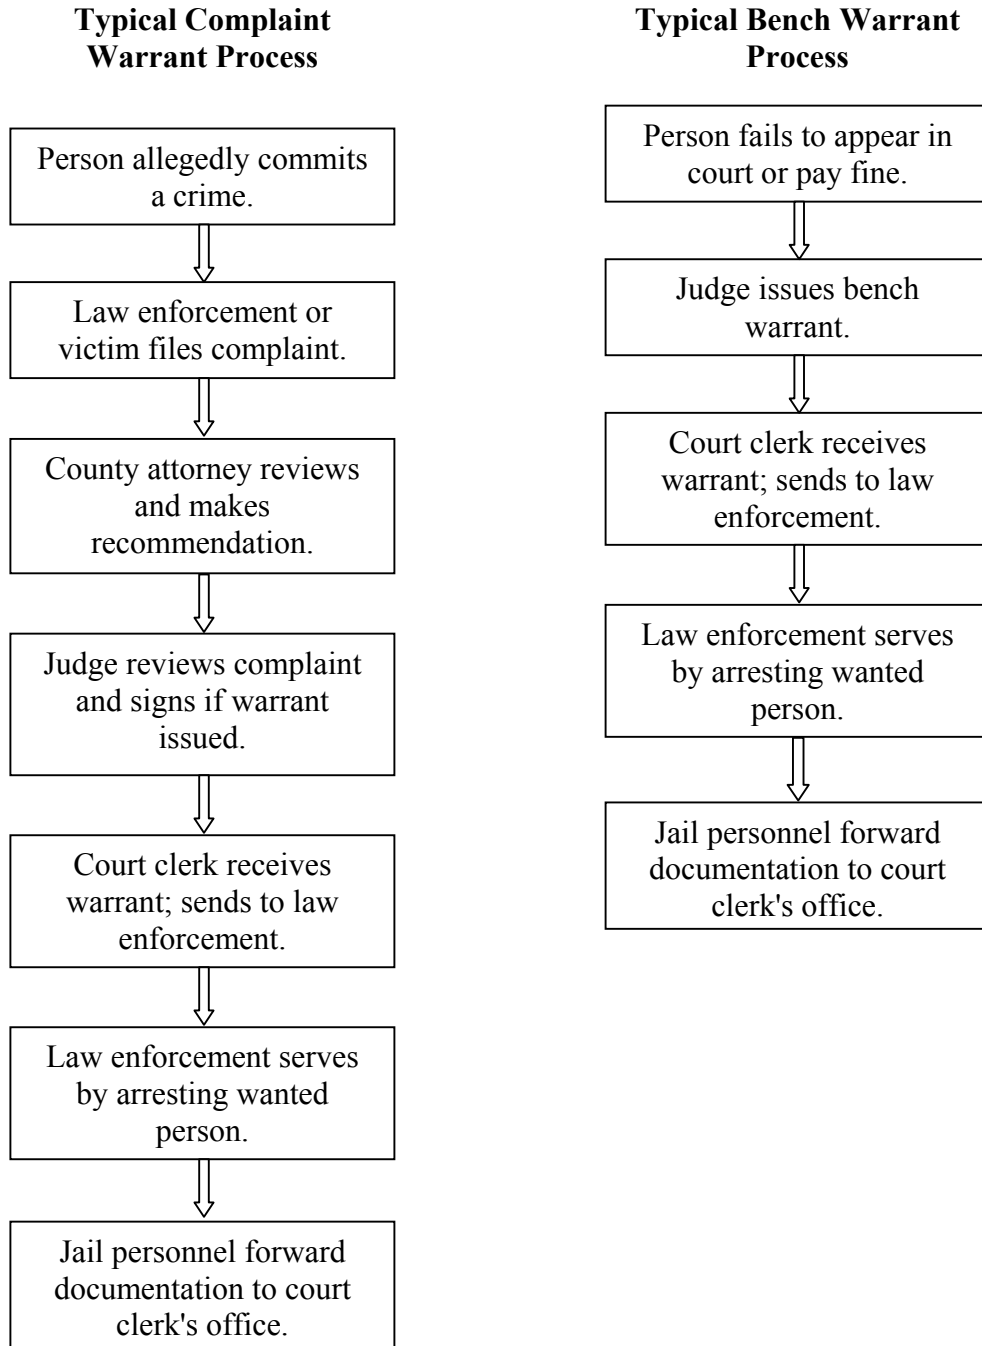 Typical Complaint
Warrant Process
Person allegedly commits
a crime.
Law enforcement or
victim files complaint.
County attorney reviews
and makes
recommendation.
Judge reviews complaint
and signs if warrant
issued.
Court clerk receives
warrant; sends to law
enforcement.
Law enforcement serves
by arresting wanted
person.
Jail personnel forward
documentation to court
clerk's office.
Typical Bench Warrant
Process
Person fails to appear in
court or pay fine.
Judge issues bench
warrant.
Court clerk receives
warrant; sends to law
enforcement.
Law enforcement serves
by arresting wanted
person.
Jail personnel forward
documentation to court
clerk's office.